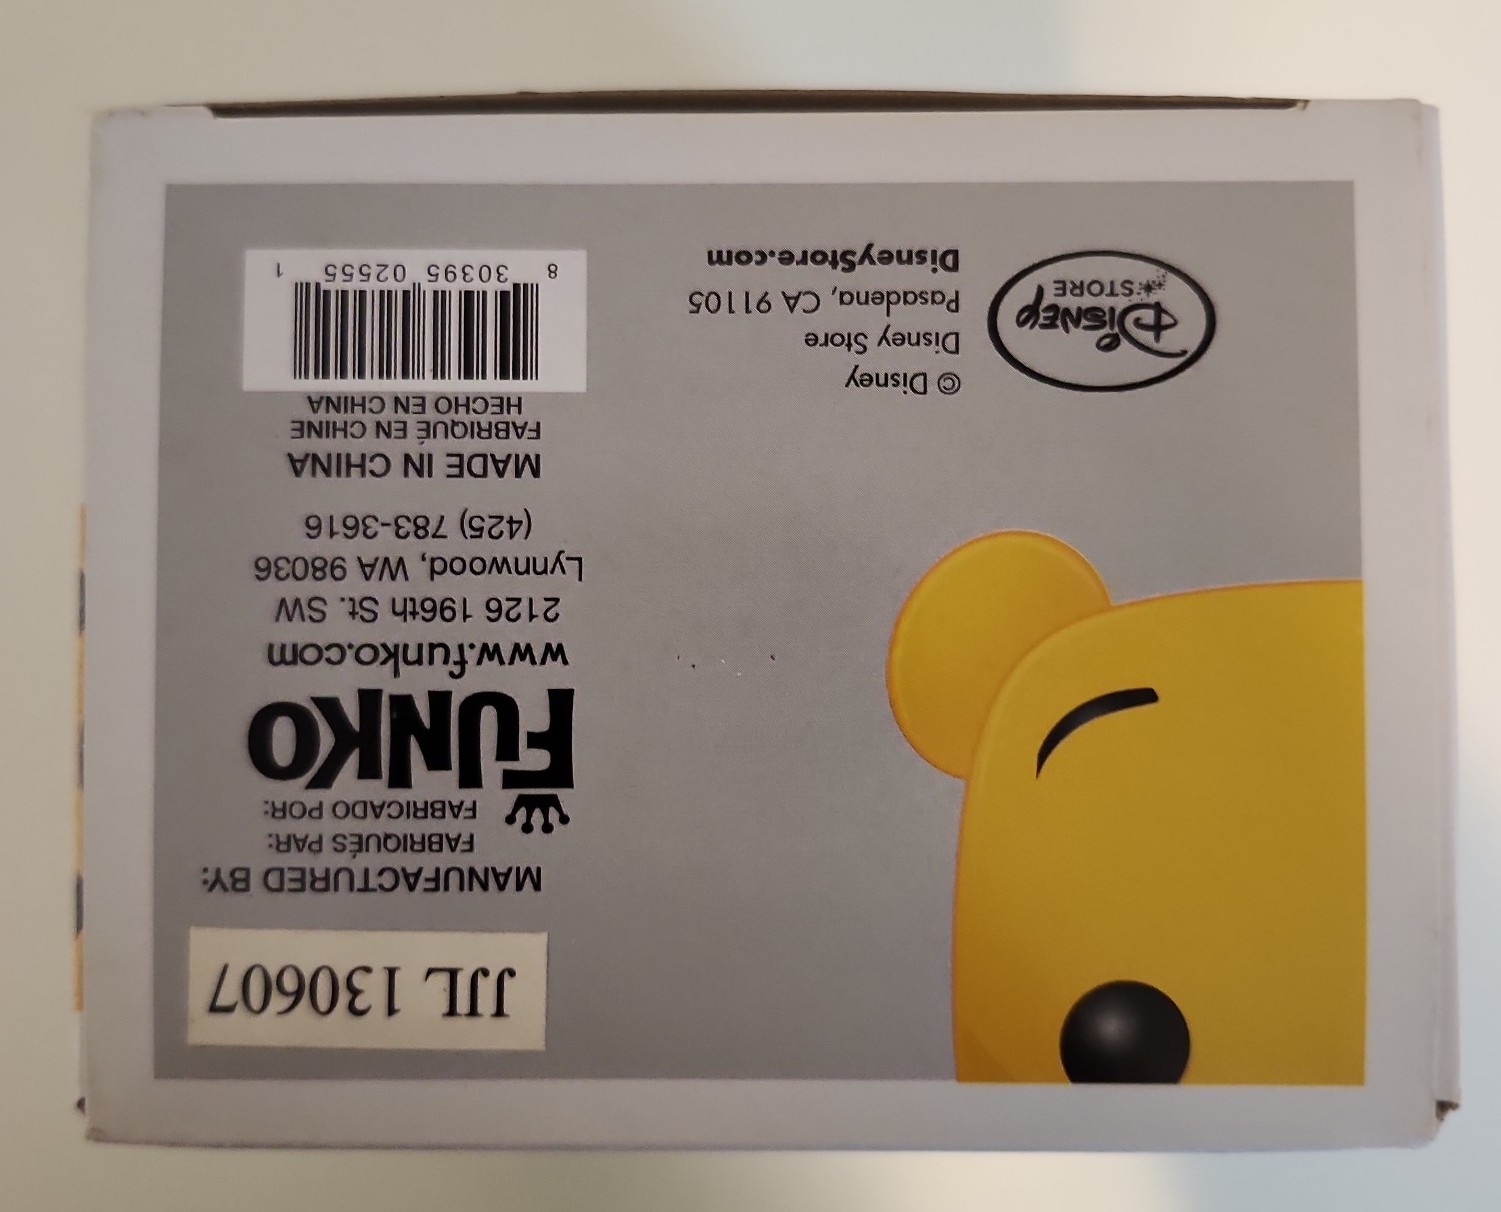 JJL 130607
MANUFACTURED BY:
FABRIQUÉS PAR:
FABRICADO POR:
FUNKO
www.funko.com
2126 196th St. SW
Lynnwood, WA 98036
(425) 783-3616
MADE IN CHINA
FABRIQUÉ EN CHINE
HECHO EN CHINA
8 30395 02555 1
© Disney
Disney Store
Pasadena, CA 91105
DisneyStore.com
DISNEY
STORE